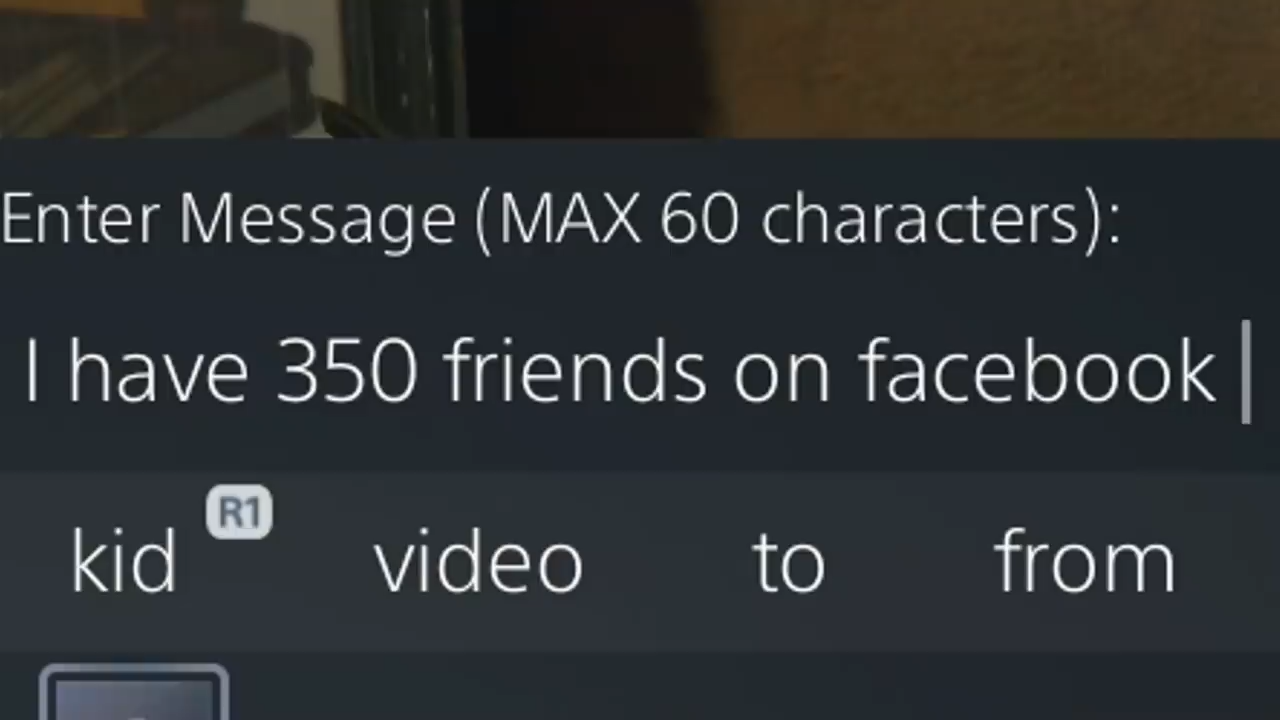 Enter Message (MAX 60 characters):
I have 350 friends on facebook
kid R1 video to from